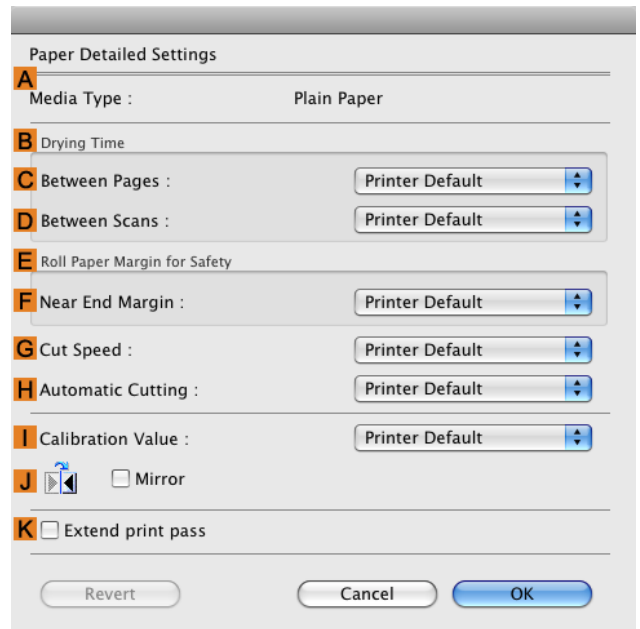 Paper Detailed Settings
A
Media Type : Plain Paper
B Drying Time
C Between Pages : Printer Default
D Between Scans : Printer Default
E Roll Paper Margin for Safety
F Near End Margin : Printer Default
G Cut Speed : Printer Default
H Automatic Cutting : Printer Default
I Calibration Value : Printer Default
J Mirror
K Extend print pass
Revert Cancel OK